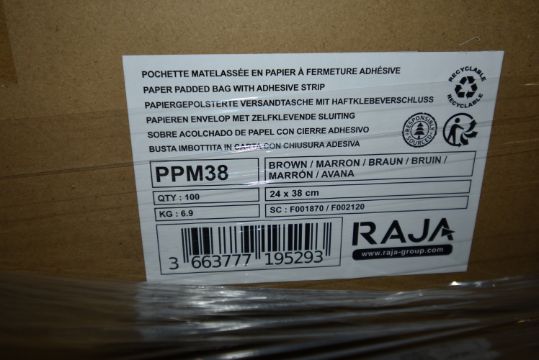 POCHETTE MATELASSÉE EN PAPIER À FERMETURE ADHÉSIVE
PAPER PADDED BAG WITH ADHESIVE STRIP
PAPIERGEPOLSTERTE VERSANDTASCHE MIT HAFTKLEBEVERSCHLUSS
PAPIEREN ENVELOP MET ZELFKLEVENDE SLUITING
SOBRE ACOLCHADO DE PAPEL CON CIERRE ADHESIVO
BUSTA IMBOTTITA IN CARTA CON CHIUSURA ADESIVA
RECYCLABLE
RECYCLABLE
RESPONSIBLE
SOURCED
PPM38
BROWN / MARRON / BRAUN / BRUIN /
MARRÓN / AVANA
QTY : 100
24 x 38 cm
KG : 6.9
SC : F001870 / F002120
3 663777 195293
RAJA
www.raja-group.com